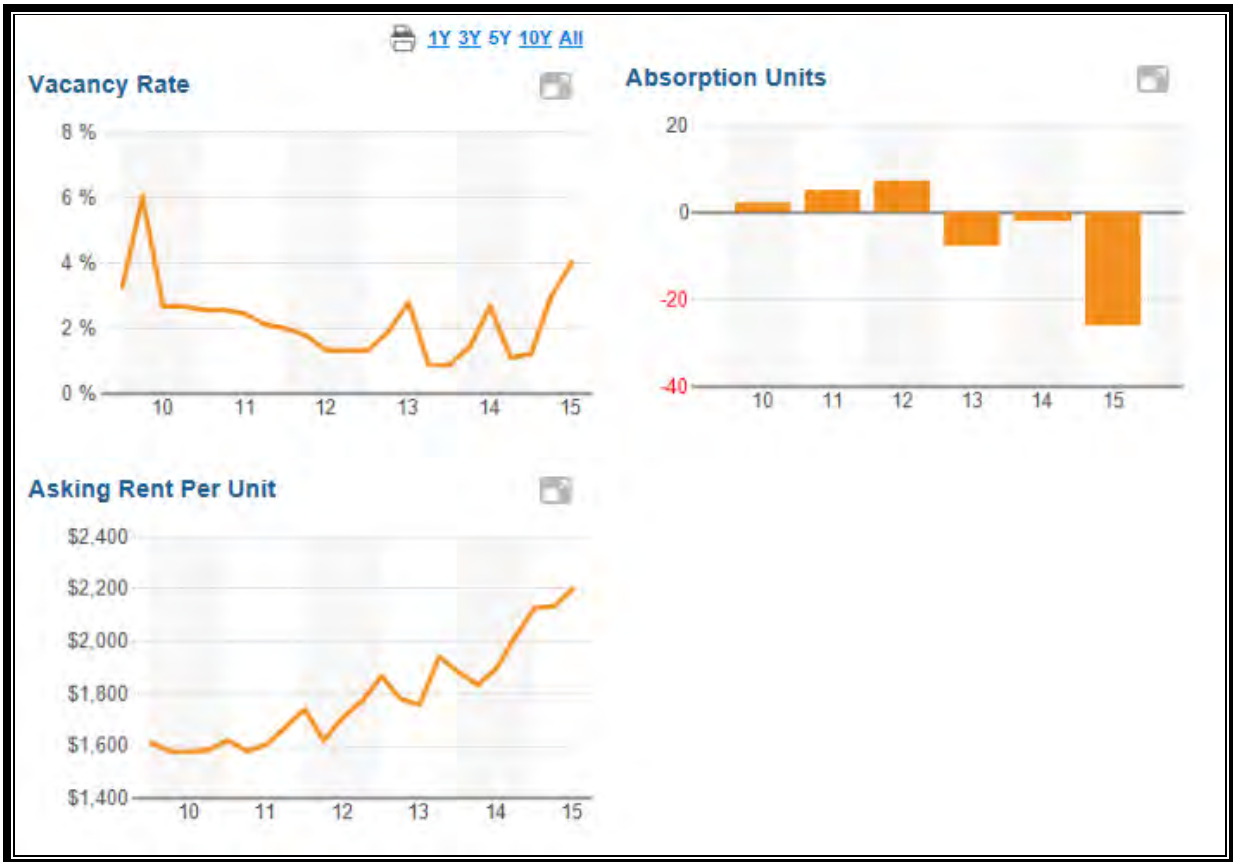 1Y 3Y 5Y 10Y All
Vacancy Rate
8 %
6 %
4 %
2 %
0 %
10 11 12 13 14 15
Absorption Units
20
0
-20
-40
10 11 12 13 14 15
Asking Rent Per Unit
$2,400
$2,200
$2,000
$1,800
$1,600
$1,400
10 11 12 13 14 15